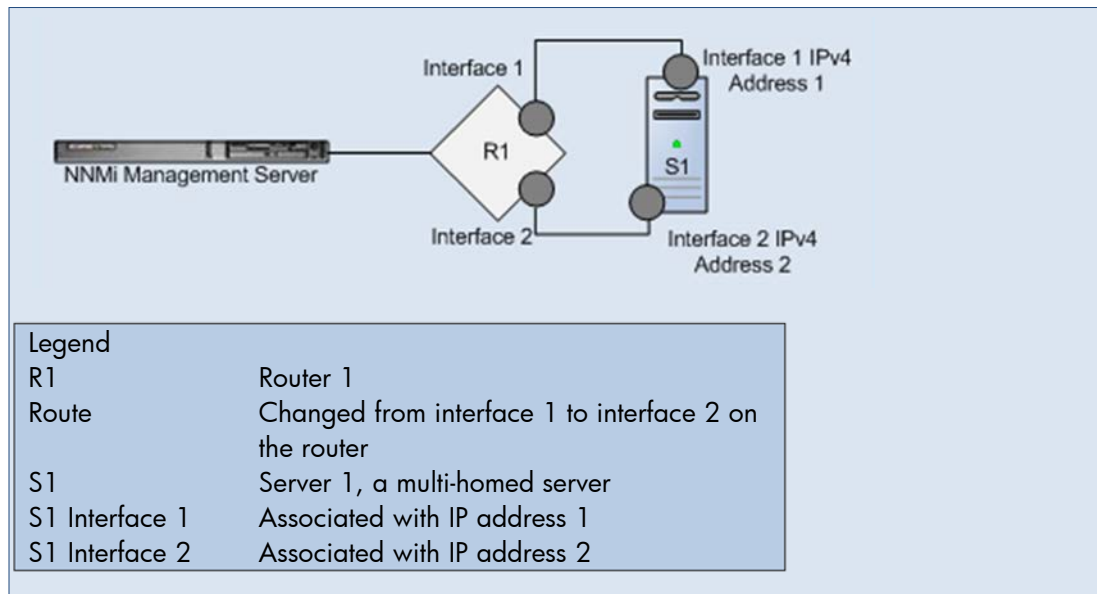 Interface 1
Interface 1 IPv4
Address 1
R1
S1
NNMi Management Server
Interface 2
Interface 2 IPv4
Address 2
Legend
R1 Router 1
Route Changed from interface 1 to interface 2 on
the router
S1 Server 1, a multi-homed server
S1 Interface 1 Associated with IP address 1
S1 Interface 2 Associated with IP address 2